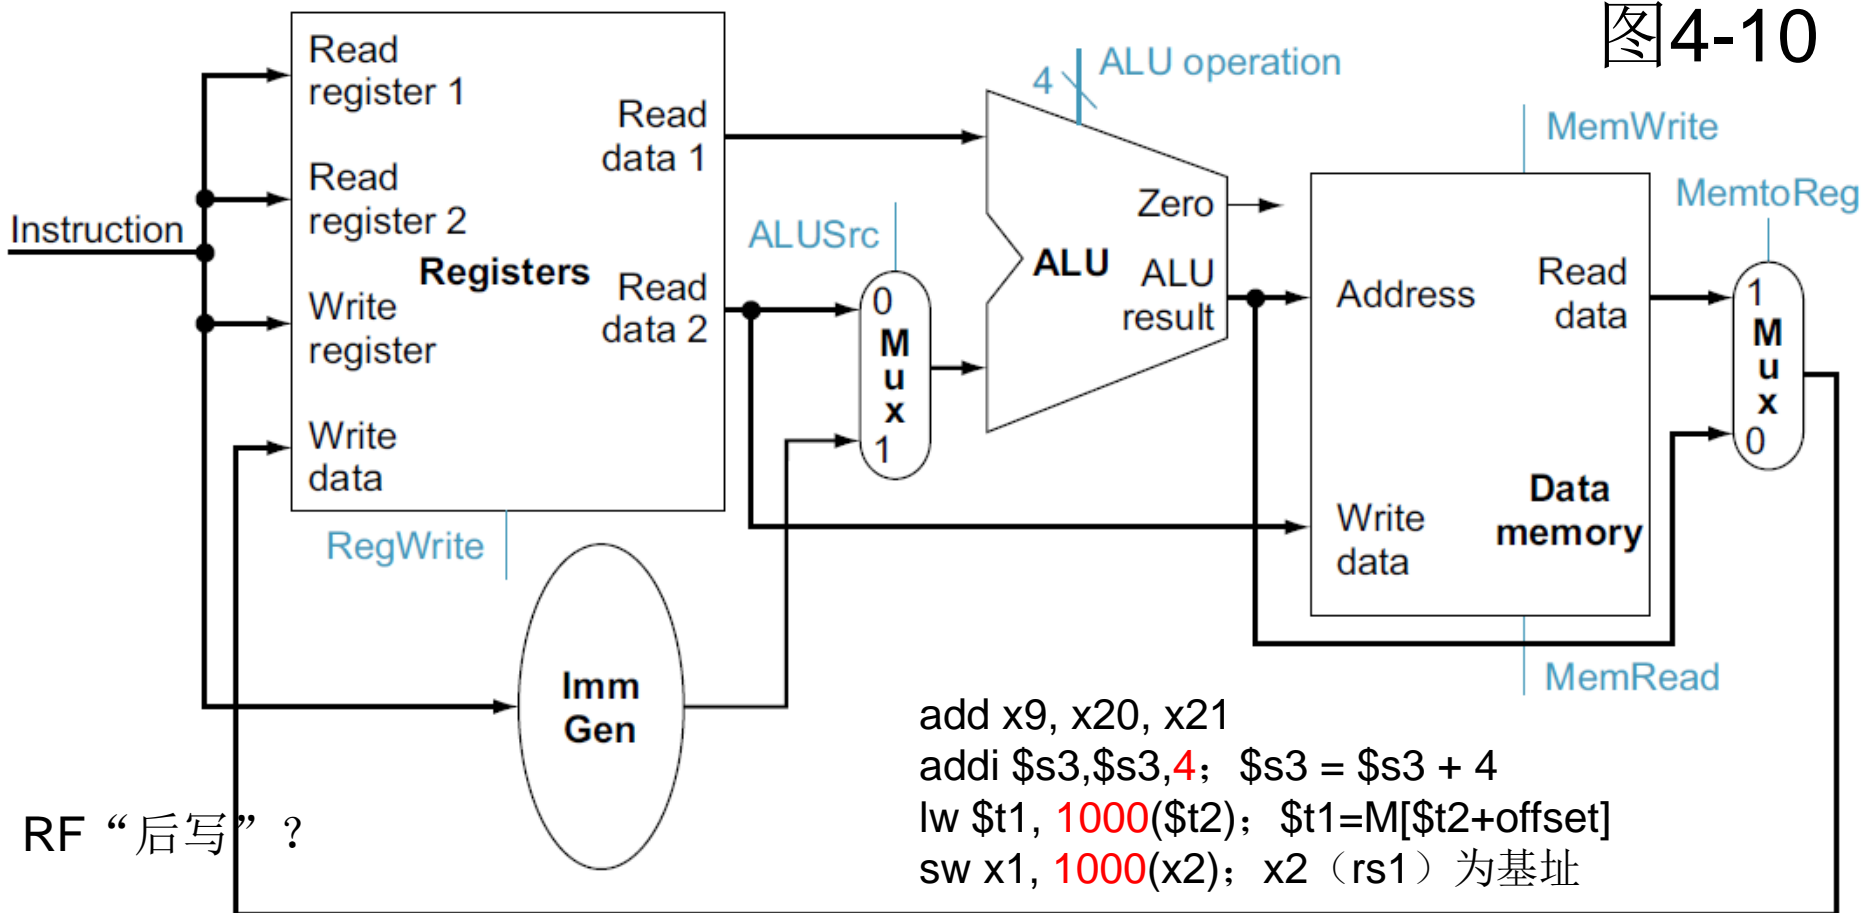 图4-10
Read
register 1
Read
register 2
Write
register
Write
data
Registers
Read
data 1
Read
data 2
Instruction
RegWrite
Imm
Gen
ALUSrc
0
M
u
x
1
4
ALU operation
Zero
ALU
ALU
result
MemWrite
Address
Read
data
Write
data
Data
memory
MemRead
MemtoReg
1
M
u
x
0
add x9, x20, x21
addi $s3,$s3,4；$s3 = $s3 + 4
lw $t1, 1000($t2)；$t1=M[$t2+offset]
sw x1, 1000(x2)；x2（rs1）为基址
RF“后写”？